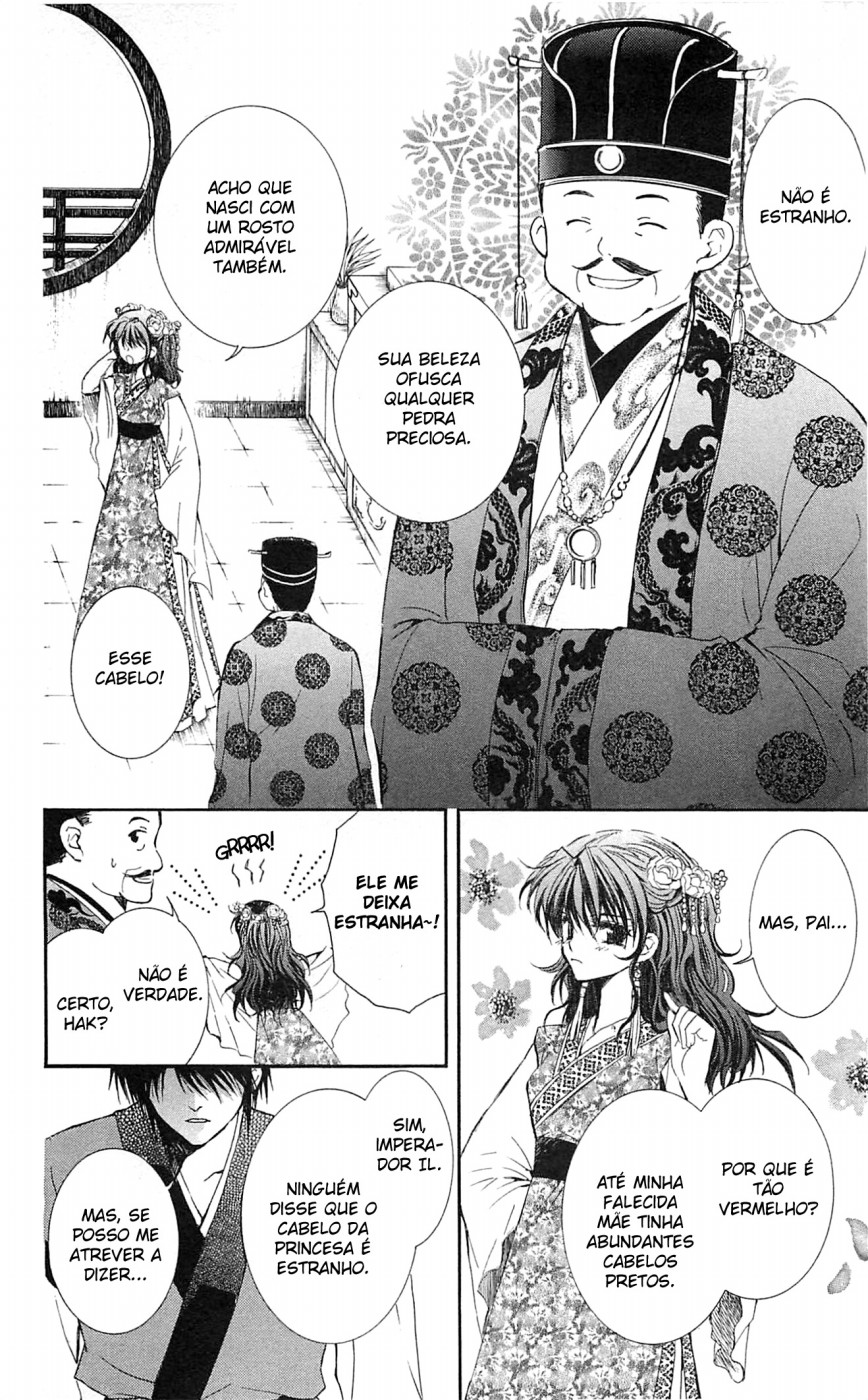 NÃO É
ESTRANHO.
SUA BELEZA
OFUSCA
QUALQUER
PEDRA
PRECIOSA.
ACHO QUE
NASCI COM
UM ROSTO
ADMIRÁVEL
TAMBÉM.
ESSE
CABELO!
MAS, PAI...
POR QUE É
TÃO
VERMELHO?
ATÉ MINHA
FALECIDA
MÃE TINHA
ABUNDANTES
CABELOS
PRETOS.
ELE ME
DEIXA
ESTRANHA~!
GRRRR!
NÃO É
VERDADE.
CERTO,
HAK?
SIM,
IMPERA-
DOR IL.
NINGUÉM
DISSE QUE O
CABELO DA
PRINCESA É
ESTRANHO.
MAS, SE
POSSO ME
ATREVER A
DIZER...